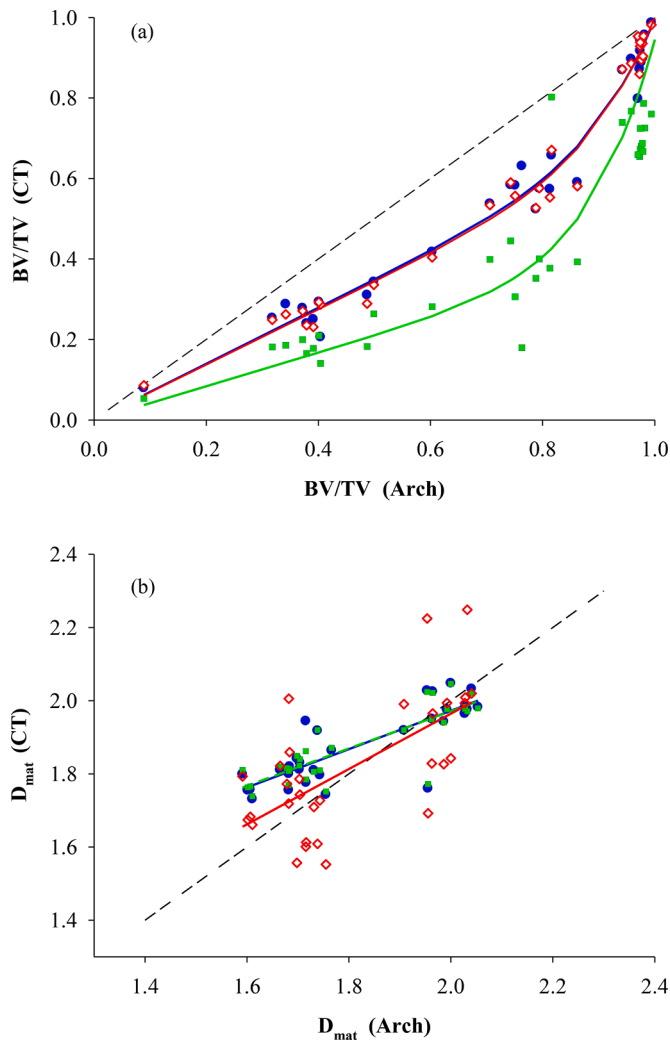 (a)
1.0
0.8
0.6
0.4
0.2
0.0
BV/TV (CT)
0.0 0.2 0.4 0.6 0.8 1.0
BV/TV (Arch)
(b)
2.4
2.2
2.0
1.8
1.6
1.4
D_mat (CT)
1.4 1.6 1.8 2.0 2.2 2.4
D_mat (Arch)